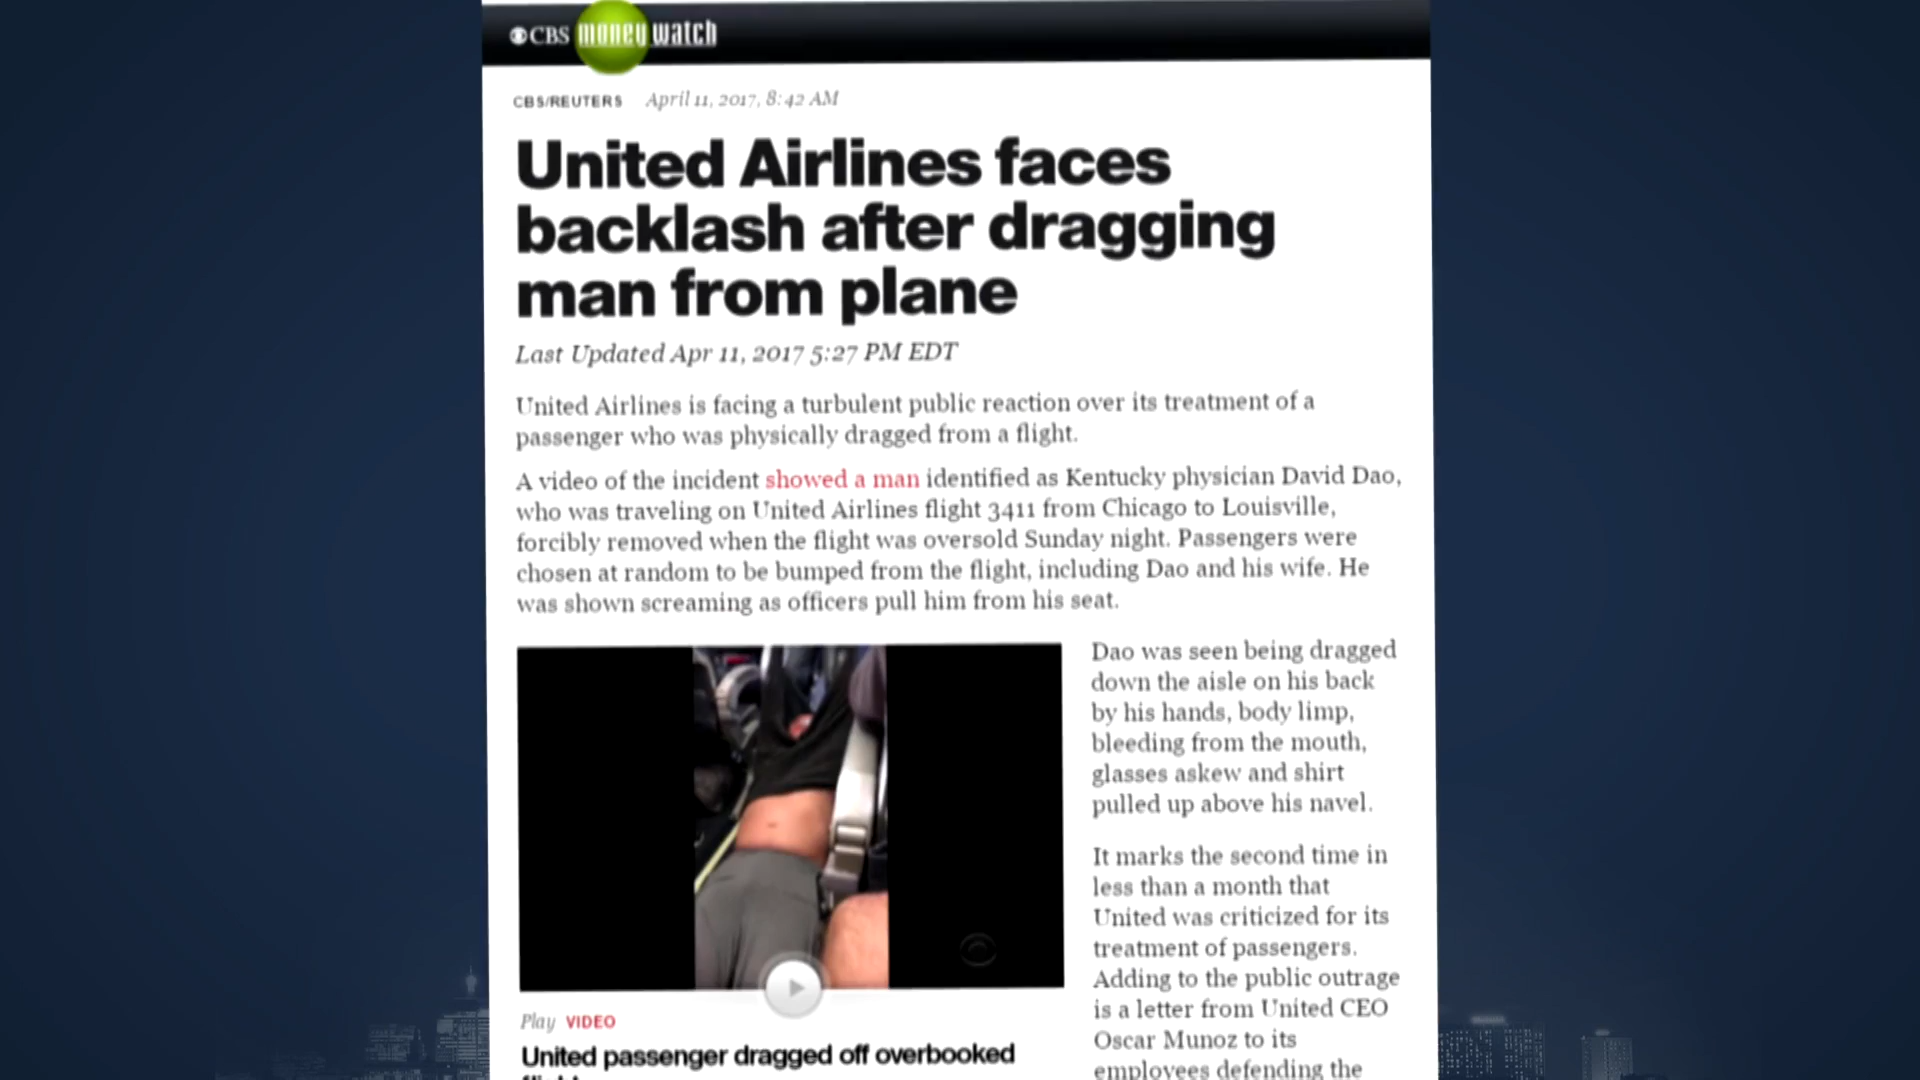 CBS money watch
CBS/REUTERS April 11, 2017, 8:42 AM
United Airlines faces
backlash after dragging
man from plane
Last Updated Apr 11, 2017 5:27 PM EDT
United Airlines is facing a turbulent public reaction over its treatment of a
passenger who was physically dragged from a flight.
A video of the incident showed a man identified as Kentucky physician David Dao,
who was traveling on United Airlines flight 3411 from Chicago to Louisville,
forcibly removed when the flight was oversold Sunday night. Passengers were
chosen at random to be bumped from the flight, including Dao and his wife. He
was shown screaming as officers pull him from his seat.
Dao was seen being dragged
down the aisle on his back
by his hands, body limp,
bleeding from the mouth,
glasses askew and shirt
pulled up above his navel.
It marks the second time in
less than a month that
United was criticized for its
treatment of passengers.
Adding to the public outrage
is a letter from United CEO
Oscar Munoz to its
employees defending the
Play VIDEO
United passenger dragged off overbooked